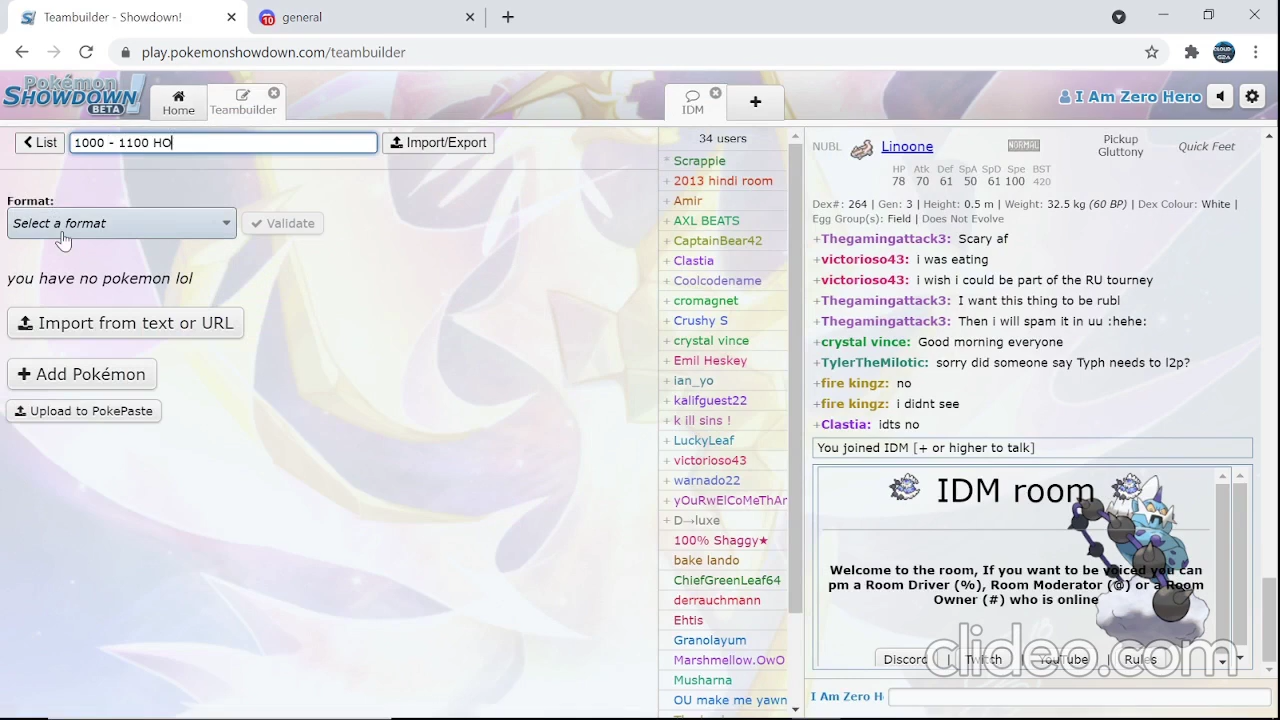 Teambuilder - Showdown!
10
general
play.pokemonshowdown.com/teambuilder
Pokémon
SHOWDOWN!
BETA
Home
Teambuilder
IDM
I Am Zero Hero
List
1000 - 1100 HO
Import/Export
Format:
Select a format
Validate
you have no pokemon lol
Import from text or URL
Add Pokémon
Upload to PokePaste
34 users
* Scrappie
+ 2013 hindi room
+ Amir
+ AXL BEATS
+ CaptainBear42
+ Clastia
+ Coolcodename
+ cromagnet
+ Crushy S
+ crystal vince
+ Emil Heskey
+ ian_yo
+ kalifguest22
+ k ill sins !
+ LuckyLeaf
+ victorioso43
+ warnado22
+ yOuRwElCoMeThAr
+ D→luxe
100% Shaggy★
bake lando
ChiefGreenLeaf64
derrauchmann
Ehtis
Granolayum
Marshmellow.OwO
Musharna
OU make me yawn
NUBL Linoone NORMAL Pickup Gluttony Quick Feet
HP Atk Def SpA SpD Spe BST
78 70 61 50 61 100 420
Dex#: 264 | Gen: 3 | Height: 0.5 m | Weight: 32.5 kg (60 BP) | Dex Colour: White |
Egg Group(s): Field | Does Not Evolve
+Thegamingattack3: Scary af
+victorioso43: i was eating
+victorioso43: i wish i could be part of the RU tourney
+Thegamingattack3: I want this thing to be rubl
+Thegamingattack3: Then i will spam it in uu :hehe:
+crystal vince: Good morning everyone
+TylerTheMilotic: sorry did someone say Typh needs to l2p?
+fire kingz: no
+fire kingz: i didnt see
+Clastia: idts no
You joined IDM [+ or higher to talk]
IDM room
Welcome to the room, If you want to be voiced you can
pm a Room Driver (%), Room Moderator (@) or a Room
Owner (#) who is online
Discord Twitch YouTube Rules
clideo.com
I Am Zero H